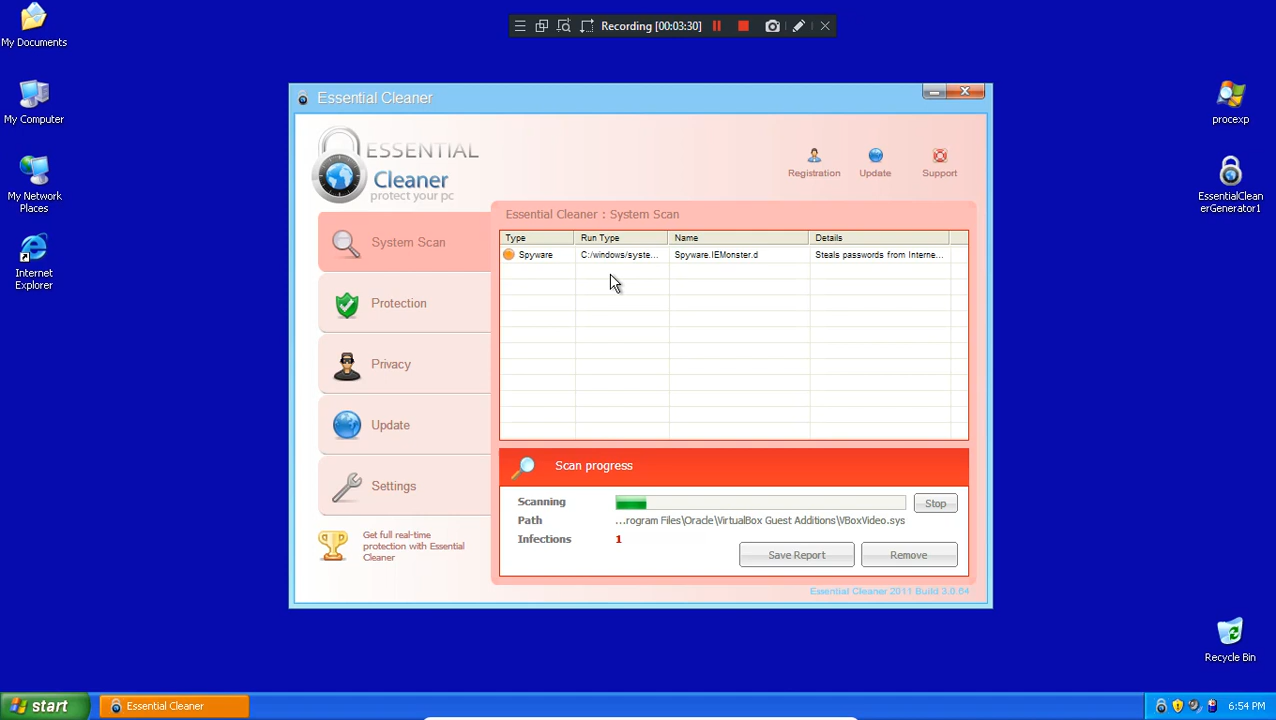 My Documents
Recording [00:03:30]
My Computer
procexp
My Network
Places
EssentialClean
erGenerator1
Internet
Explorer
Essential Cleaner
ESSENTIAL
Cleaner
protect your pc
Registration
Update
Support
System Scan
Protection
Privacy
Update
Settings
Get full real-time
protection with Essential
Cleaner
Essential Cleaner : System Scan
Type Run Type Name Details
Spyware C:/windows/syste... Spyware.IEMonster.d Steals passwords from Interne...
Scan progress
Scanning
Stop
Path ...rogram Files\Oracle\VirtualBox Guest Additions\VBoxVideo.sys
Infections 1
Save Report Remove
Essential Cleaner 2011 Build 3.0.64
Recycle Bin
start Essential Cleaner 6:54 PM